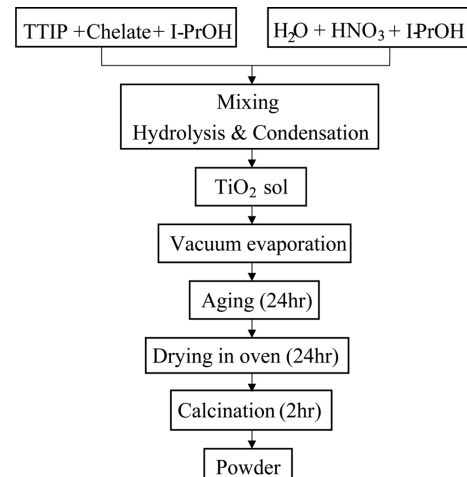 TTIP + Chelate + I-PrOH
H₂O + HNO₃ + I-PrOH
Mixing
Hydrolysis & Condensation
TiO₂ sol
Vacuum evaporation
Aging (24hr)
Drying in oven (24hr)
Calcination (2hr)
Powder